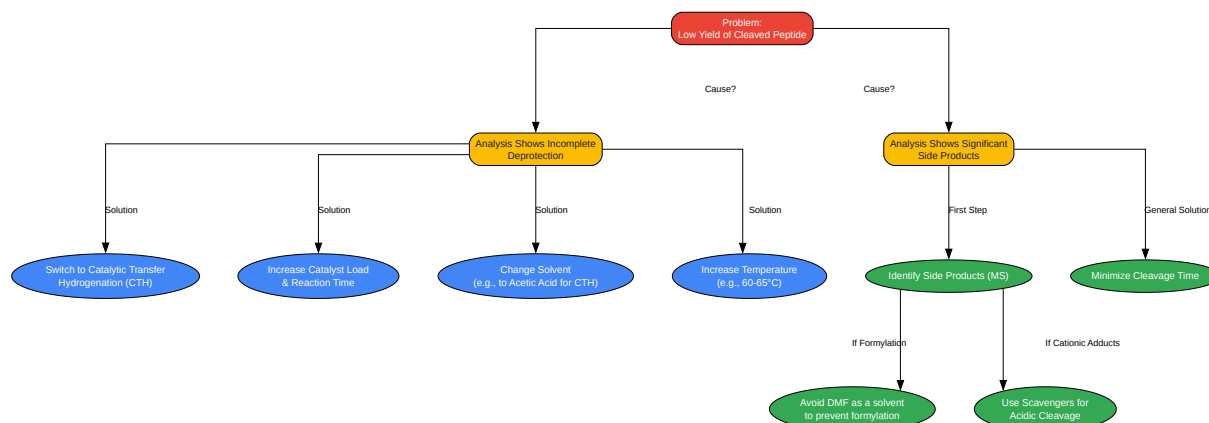 Problem:
Low Yield of Cleaved Peptide
Cause?
Cause?
Analysis Shows Incomplete
Deprotection
Analysis Shows Significant
Side Products
Solution
Solution
Solution
Solution
First Step
General Solution
Switch to Catalytic Transfer
Hydrogenation (CTH)
Increase Catalyst Load
& Reaction Time
Change Solvent
(e.g., to Acetic Acid for CTH)
Increase Temperature
(e.g., 60-65°C)
Identify Side Products (MS)
Minimize Cleavage Time
If Formylation
If Cationic Adducts
Avoid DMF as a solvent
to prevent formylation
Use Scavengers for
Acidic Cleavage